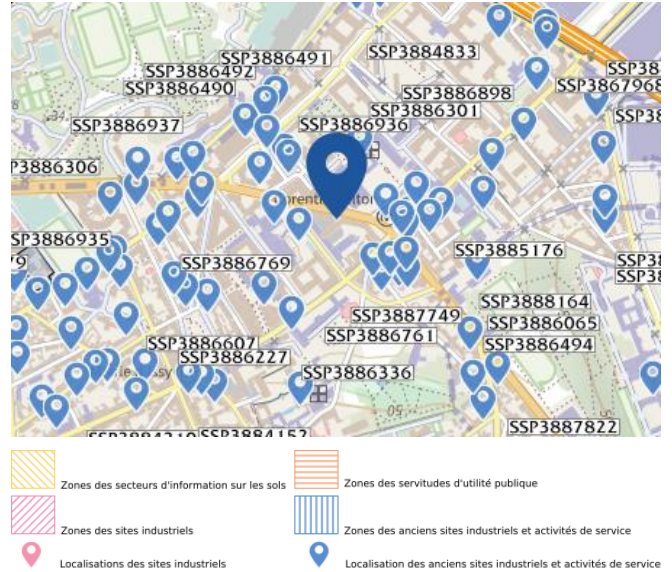 SSP3886491
SSP3884833
SSP3886492
SSP3886490
SSP3886898
SSP3867968
SSP3886301
SSP3886937
SSP3886936
SSP3886935
SSP3885176
SSP3886769
SSP3888164
SSP3887749
SSP3886065
SSP3886761
SSP3886607
SSP3886494
SSP3886227
SSP3886336
SSP3884152
SSP3887822
50
Zones des secteurs d'information sur les sols
Zones des servitudes d'utilité publique
Zones des sites industriels
Zones des anciens sites industriels et activités de service
Localisations des sites industriels
Localisation des anciens sites industriels et activités de service